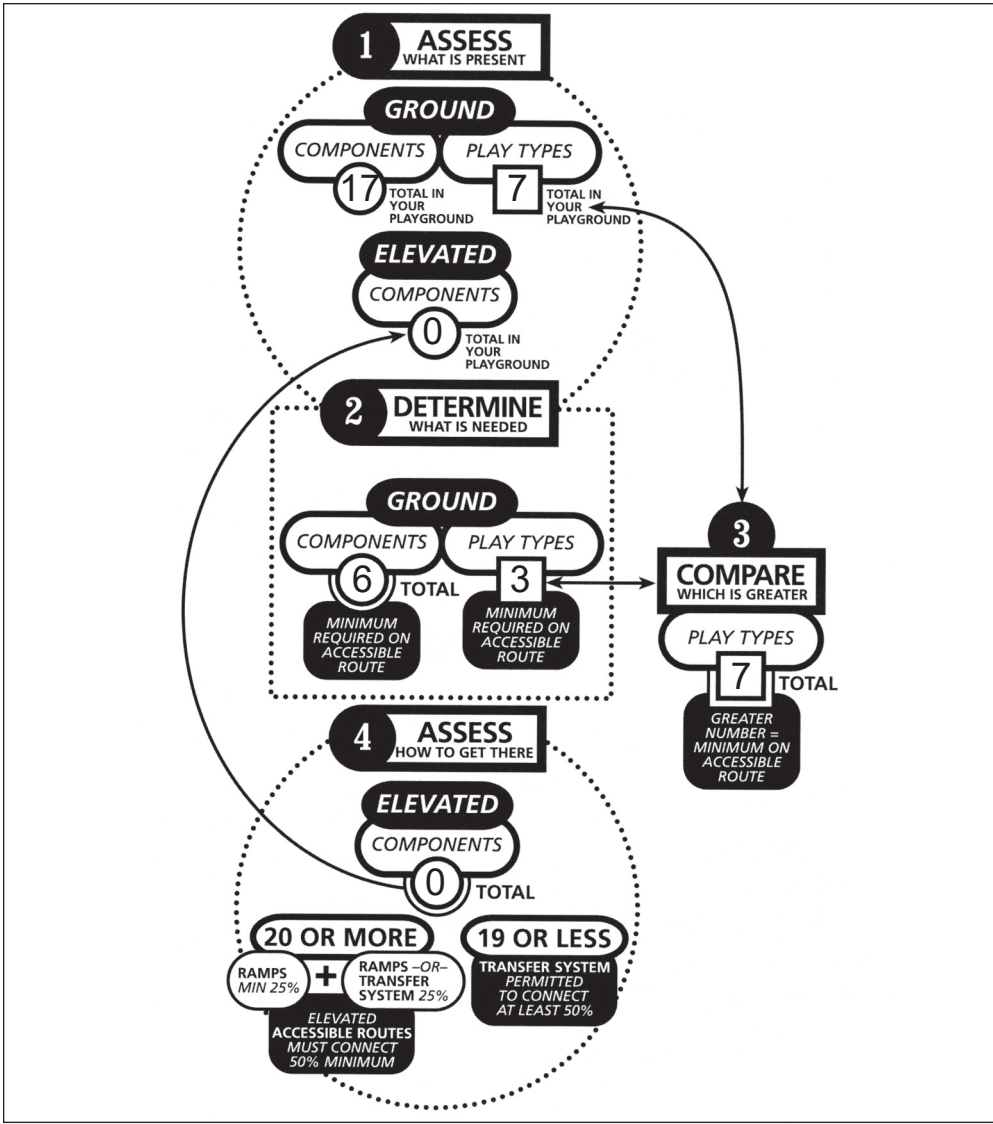 1 ASSESS
WHAT IS PRESENT
GROUND
COMPONENTS
17
TOTAL IN
YOUR
PLAYGROUND
PLAY TYPES
7
TOTAL IN
YOUR
PLAYGROUND
ELEVATED
COMPONENTS
0
TOTAL IN
YOUR
PLAYGROUND
2 DETERMINE
WHAT IS NEEDED
GROUND
COMPONENTS
6 TOTAL
MINIMUM
REQUIRED ON
ACCESSIBLE
ROUTE
PLAY TYPES
3
MINIMUM
REQUIRED ON
ACCESSIBLE
ROUTE
3
COMPARE
WHICH IS GREATER
PLAY TYPES
7 TOTAL
GREATER
NUMBER =
MINIMUM ON
ACCESSIBLE
ROUTE
4 ASSESS
HOW TO GET THERE
ELEVATED
COMPONENTS
0 TOTAL
20 OR MORE
RAMPS
MIN 25%
+
RAMPS –OR–
TRANSFER
SYSTEM 25%
ELEVATED
ACCESSIBLE ROUTES
MUST CONNECT
50% MINIMUM
19 OR LESS
TRANSFER SYSTEM
PERMITTED
TO CONNECT
AT LEAST 50%